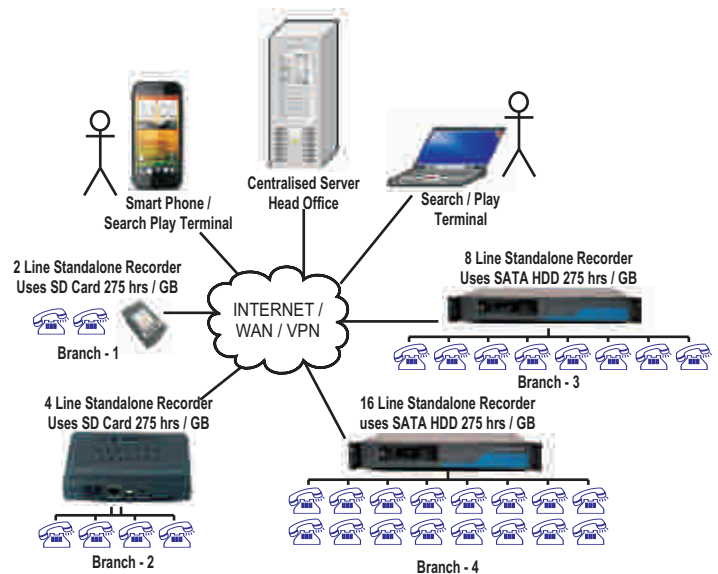 Smart Phone /
Search Play Terminal
Centralised Server
Head Office
Search / Play
Terminal
2 Line Standalone Recorder
Uses SD Card 275 hrs / GB
Branch - 1
INTERNET /
WAN / VPN
8 Line Standalone Recorder
Uses SATA HDD 275 hrs / GB
Branch - 3
4 Line Standalone Recorder
Uses SD Card 275 hrs / GB
Branch - 2
16 Line Standalone Recorder
uses SATA HDD 275 hrs / GB
Branch - 4